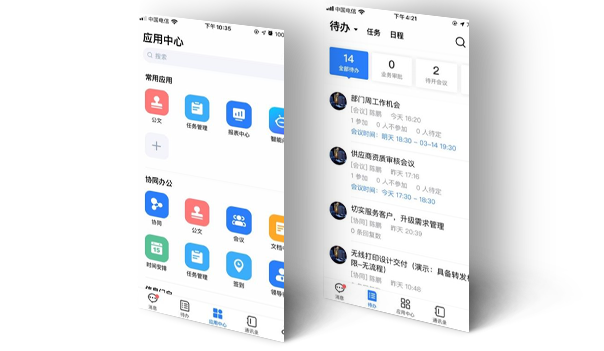 中国电信
下午 10:35
100
应用中心
搜索
常用应用
公文
任务管理
报表中心
智能
协同办公
协同
公文
会议
文档
时间安排
任务管理
签到
领导
消息
待办
应用中心
通讯录
中国电信
下午 4:21
待办
任务
日程
14
全部待办
0
业务审批
2
待开会议
部门周工作机会
[会议] 陈鹏 今天 18:20
1 参加 0 人不参加 0 人待定
会议时间：明天 18:30 ~ 03-14 19:30
供应商资质审核会议
[会议] 陈鹏 昨天 17:16
1 参加 0 人不参加 0 人待定
会议时间：今天 17:30 ~ 18:30
切实服务客户，升级需求管理
[协同] 陈鹏 昨天 20:39
0 条回复数
无线打印设计交付（演示：具备转发权
限~无流程）
[协同] 陈鹏 昨天 10:46
消息
待办
应用中心
通讯录